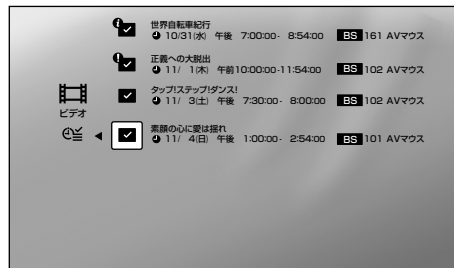 世界自転車紀行
10/31(水) 午後 7:00:00- 8:54:00 BS 161 AVマウス
正義への大脱出
11/ 1(木) 午前10:00:00-11:54:00 BS 102 AVマウス
タップ!ステップ!ダンス!
11/ 3(土) 午後 7:30:00- 8:00:00 BS 102 AVマウス
ビデオ
素顔の心に愛は揺れ
11/ 4(日) 午後 1:00:00- 2:54:00 BS 101 AVマウス